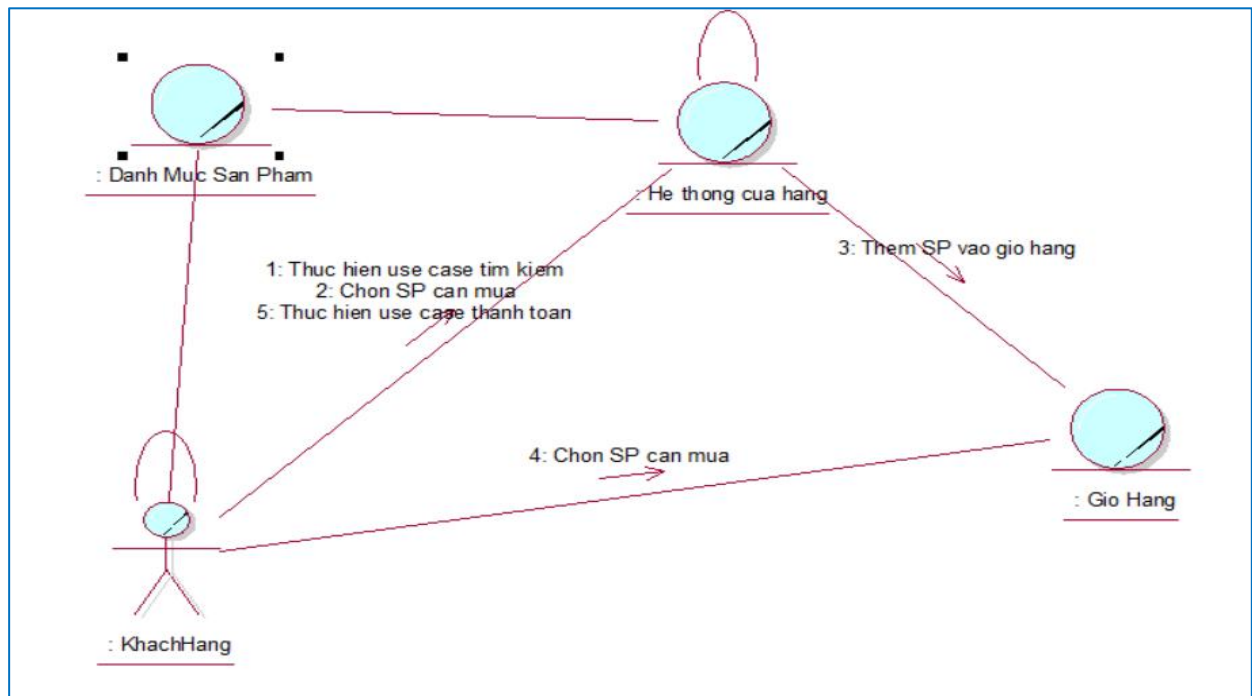 : Danh Muc San Pham
: He thong cua hang
3: Them SP vao gio hang
1: Thuc hien use case tim kiem
2: Chon SP can mua
5: Thuc hien use case thanh toan
4: Chon SP can mua
: Gio Hang
: KhachHang